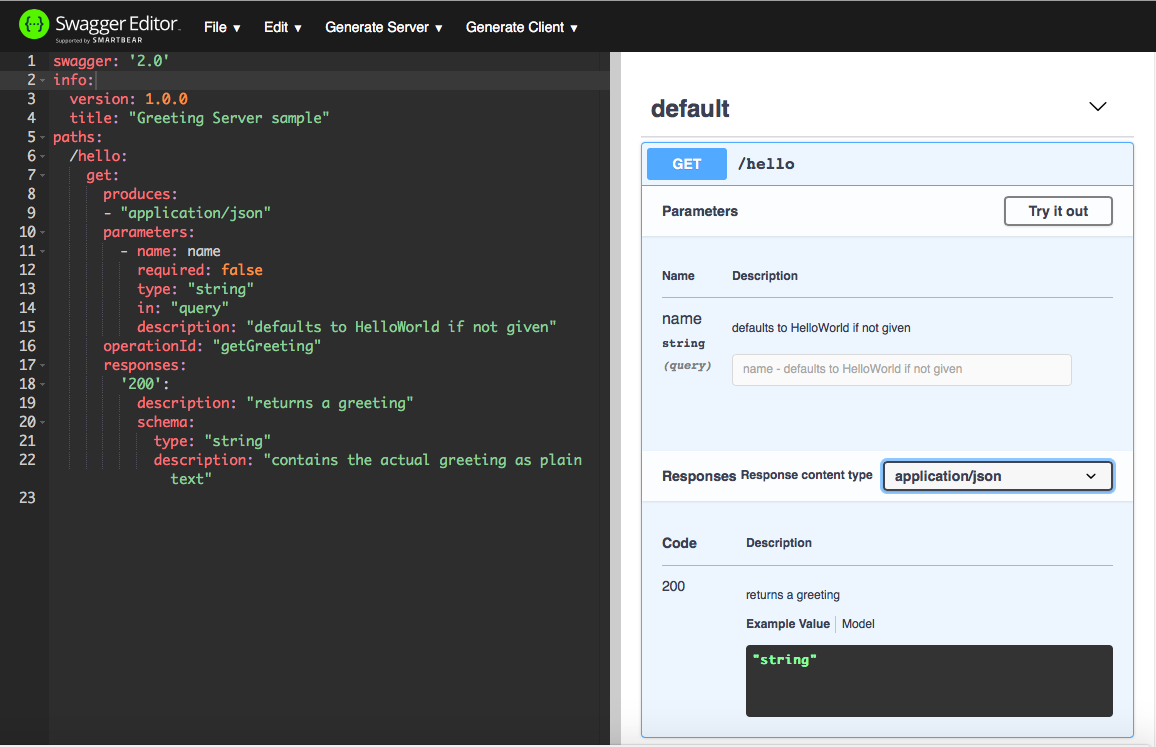 Swagger Editor
Supported by SMARTBEAR
File ▾ Edit ▾ Generate Server ▾ Generate Client ▾
1 swagger: '2.0'
2 info:
3 version: 1.0.0
4 title: "Greeting Server sample"
5 paths:
6 /hello:
7 get:
8 produces:
9 - "application/json"
10 parameters:
11 - name: name
12 required: false
13 type: "string"
14 in: "query"
15 description: "defaults to HelloWorld if not given"
16 operationId: "getGreeting"
17 responses:
18 '200':
19 description: "returns a greeting"
20 schema:
21 type: "string"
22 description: "contains the actual greeting as plain
text"
23
default
GET /hello
Parameters Try it out
Name Description
name
string
(query)
defaults to HelloWorld if not given
name - defaults to HelloWorld if not given
Responses Response content type application/json
Code Description
200
returns a greeting
Example Value Model
"string"